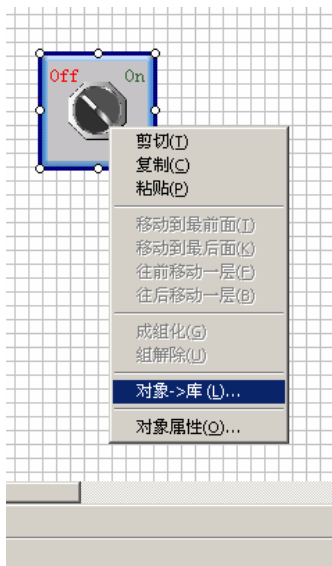 Off On
剪切(T)
复制(C)
粘贴(P)
移动到最前面(T)
移动到最后面(K)
往前移动一层(F)
往后移动一层(B)
成组化(G)
组解除(U)
对象->库 (L)...
对象属性(O)...